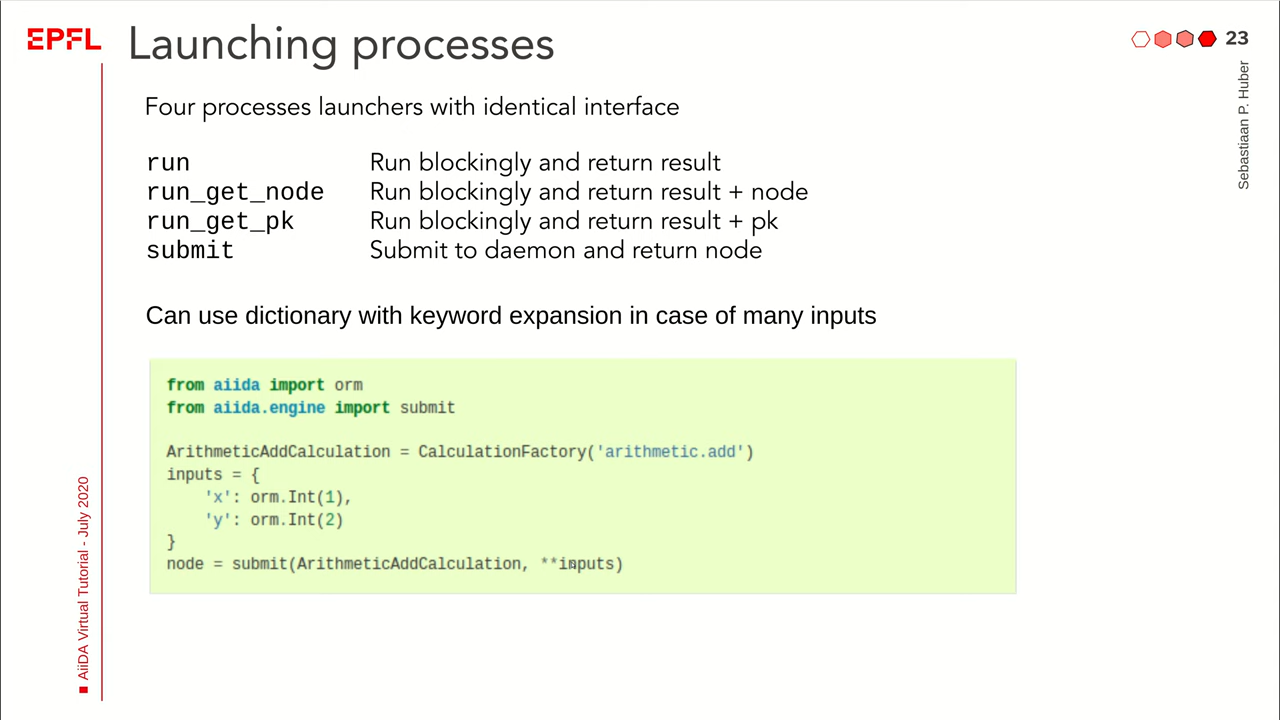 EPFL
Launching processes
23
Sebastiaan P. Huber
Four processes launchers with identical interface
run Run blockingly and return result
run_get_node Run blockingly and return result + node
run_get_pk Run blockingly and return result + pk
submit Submit to daemon and return node
Can use dictionary with keyword expansion in case of many inputs
from aiida import orm
from aiida.engine import submit
ArithmeticAddCalculation = CalculationFactory('arithmetic.add')
inputs = {
    'x': orm.Int(1),
    'y': orm.Int(2)
}
node = submit(ArithmeticAddCalculation, **inputs)
AiiDA Virtual Tutorial - July 2020